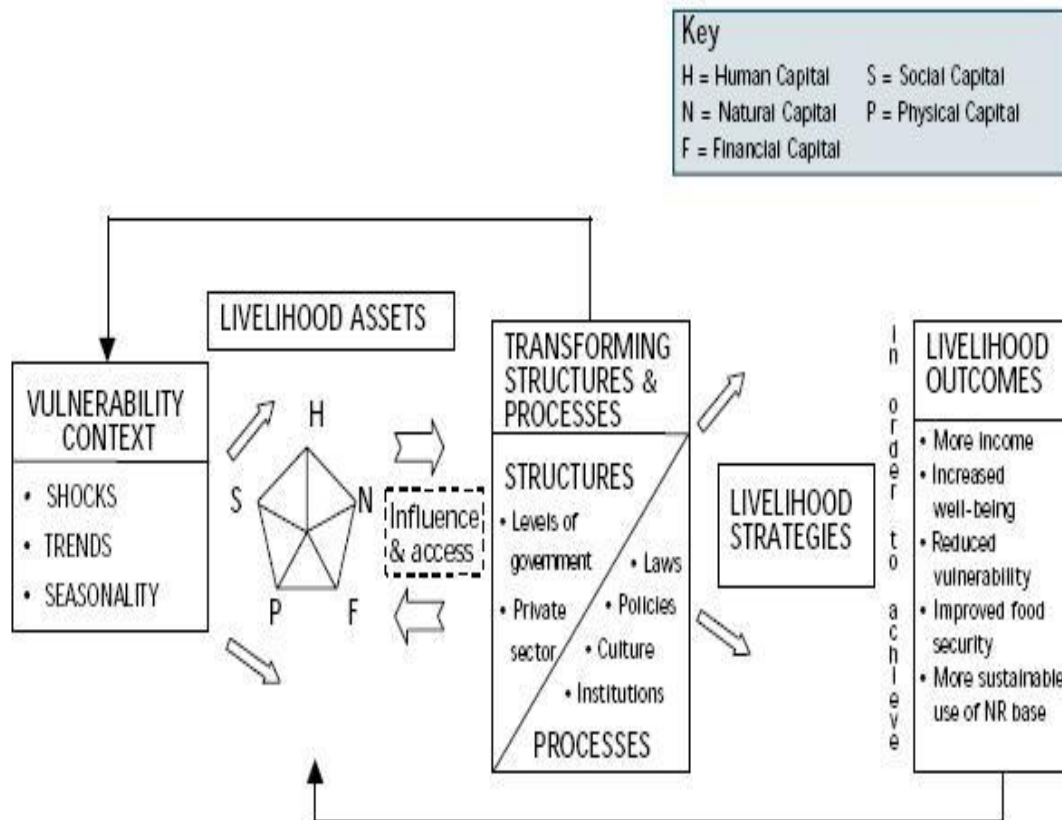 Key
H = Human Capital S = Social Capital
N = Natural Capital P = Physical Capital
F = Financial Capital
LIVELIHOOD ASSETS
VULNERABILITY
CONTEXT
• SHOCKS
• TRENDS
• SEASONALITY
H
S
N
P
F
Influence
& access
TRANSFORMING
STRUCTURES &
PROCESSES
STRUCTURES
• Levels of
government
• Private
sector
• Laws
• Policies
• Culture
• Institutions
PROCESSES
LIVELIHOOD
STRATEGIES
In order to achieve
LIVELIHOOD
OUTCOMES
• More income
• Increased
well-being
• Reduced
vulnerability
• Improved food
security
• More sustainable
use of NR base